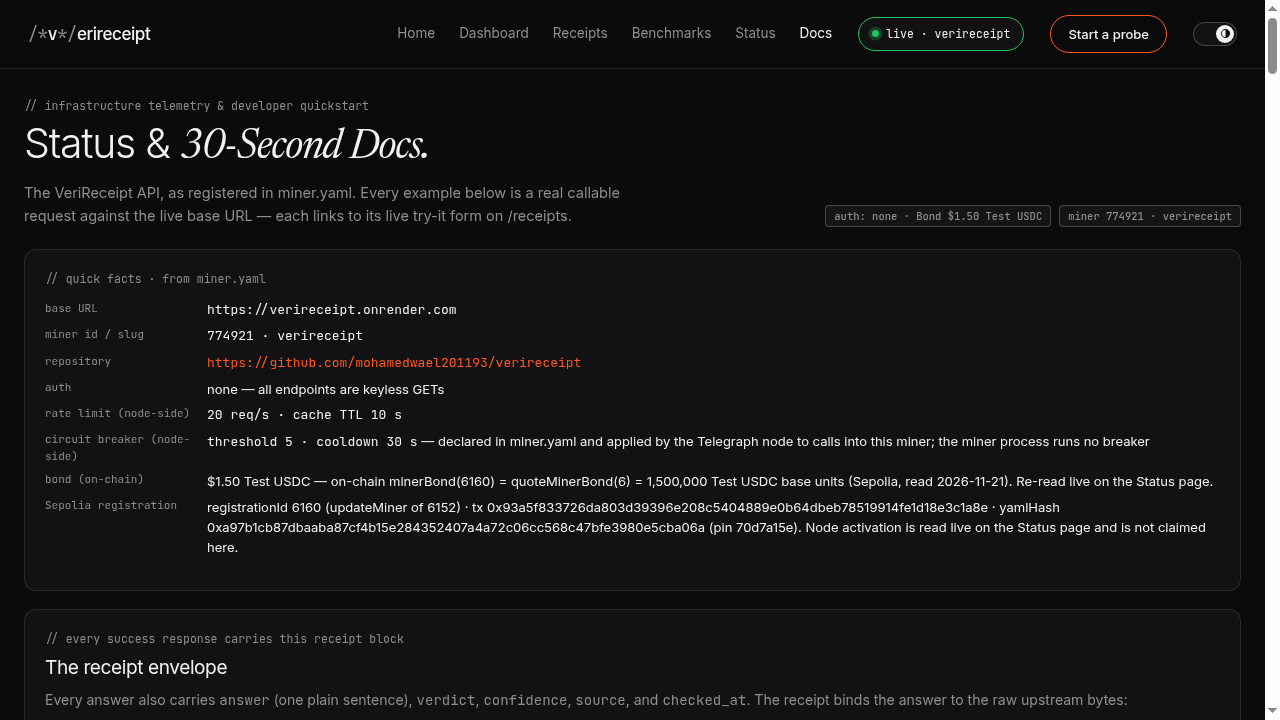 /*v*/erireceipt
Home Dashboard Receipts Benchmarks Status Docs
live · verireceipt
Start a probe
// infrastructure telemetry & developer quickstart
Status & 30-Second Docs.
The VeriReceipt API, as registered in miner.yaml. Every example below is a real callable
request against the live base URL — each links to its live try-it form on /receipts.
auth: none · Bond $1.50 Test USDC
miner 774921 · verireceipt
// quick facts · from miner.yaml
base URL https://verireceipt.onrender.com
miner id / slug 774921 · verireceipt
repository https://github.com/mohamedwael201193/verireceipt
auth none — all endpoints are keyless GETs
rate limit (node-side) 20 req/s · cache TTL 10 s
circuit breaker (node-side) threshold 5 · cooldown 30 s — declared in miner.yaml and applied by the Telegraph node to calls into this miner; the miner process runs no breaker
bond (on-chain) $1.50 Test USDC — on-chain minerBond(6160) = quoteMinerBond(6) = 1,500,000 Test USDC base units (Sepolia, read 2026-11-21). Re-read live on the Status page.
Sepolia registration registrationId 6160 (updateMiner of 6152) · tx 0x93a5f833726da803d39396e208c5404889e0b64dbeb78519914fe1d18e3c1a8e · yamlHash
0xa97b1cb87dbaaba87cf4b15e284352407a4a72c06cc568c47bfe3980e5cba06a (pin 70d7a15e). Node activation is read live on the Status page and is not claimed
here.
// every success response carries this receipt block
The receipt envelope
Every answer also carries answer (one plain sentence), verdict, confidence, source, and checked_at. The receipt binds the answer to the raw upstream bytes: